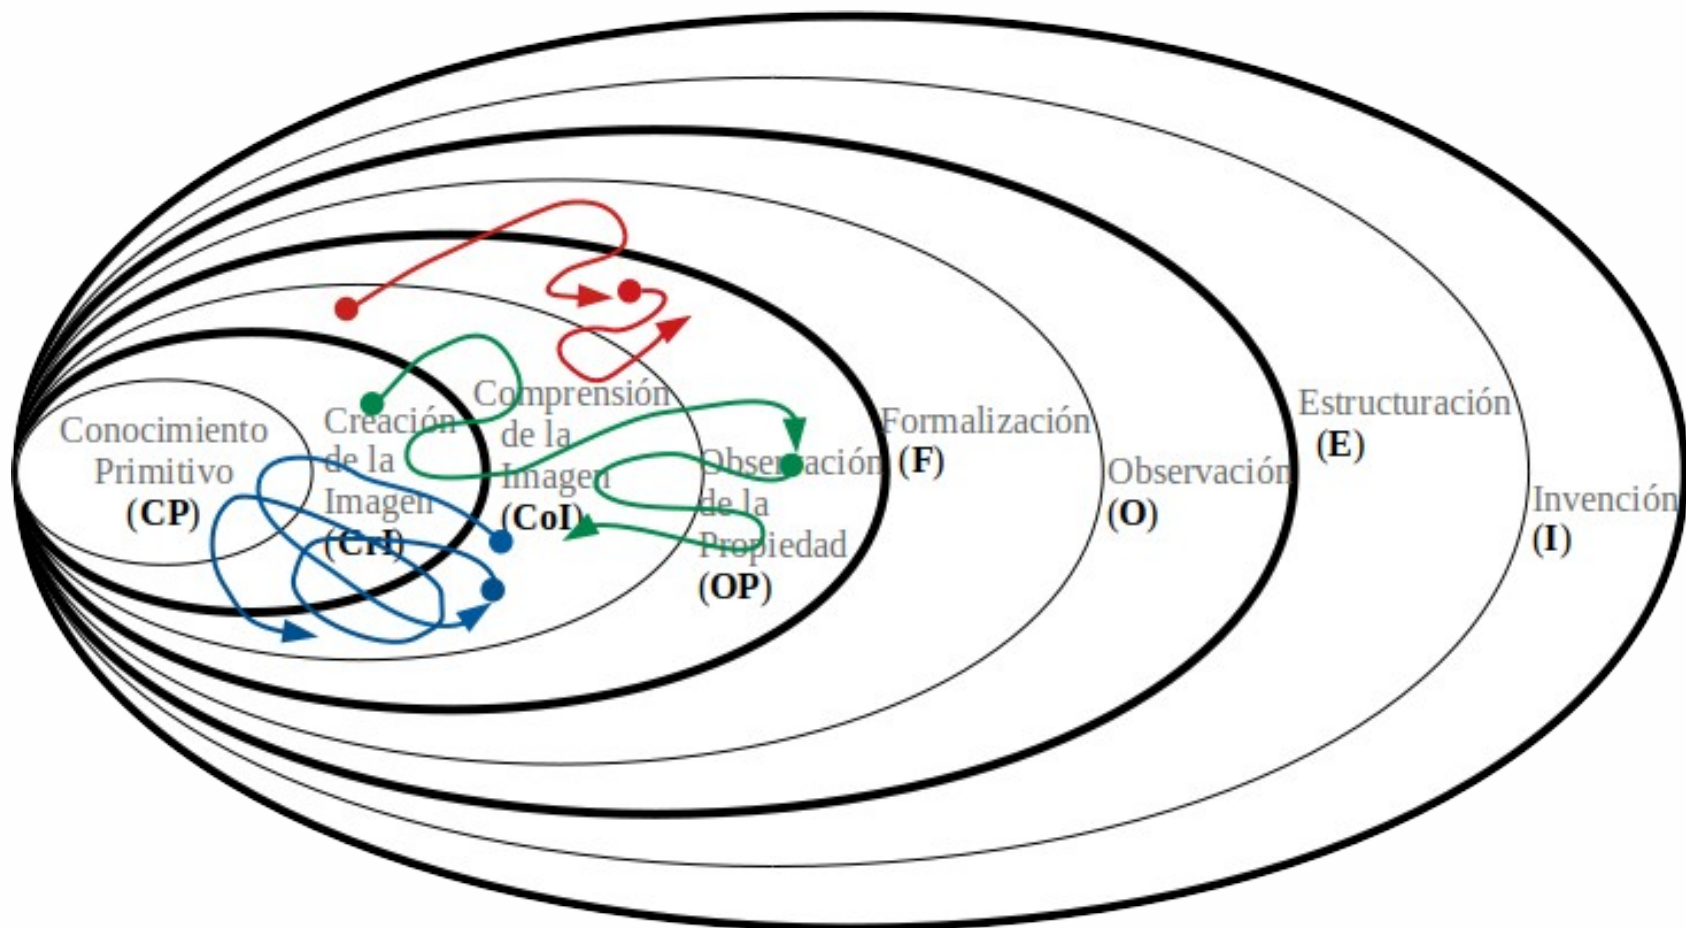 Conocimiento
Primitivo
(CP)
Creación
de la
Imagen
(CrI)
Comprensión
de la
Imagen
(CoI)
Observación
de la
Propiedad
(OP)
Formalización
(F)
Observación
(O)
Estructuración
(E)
Invención
(I)